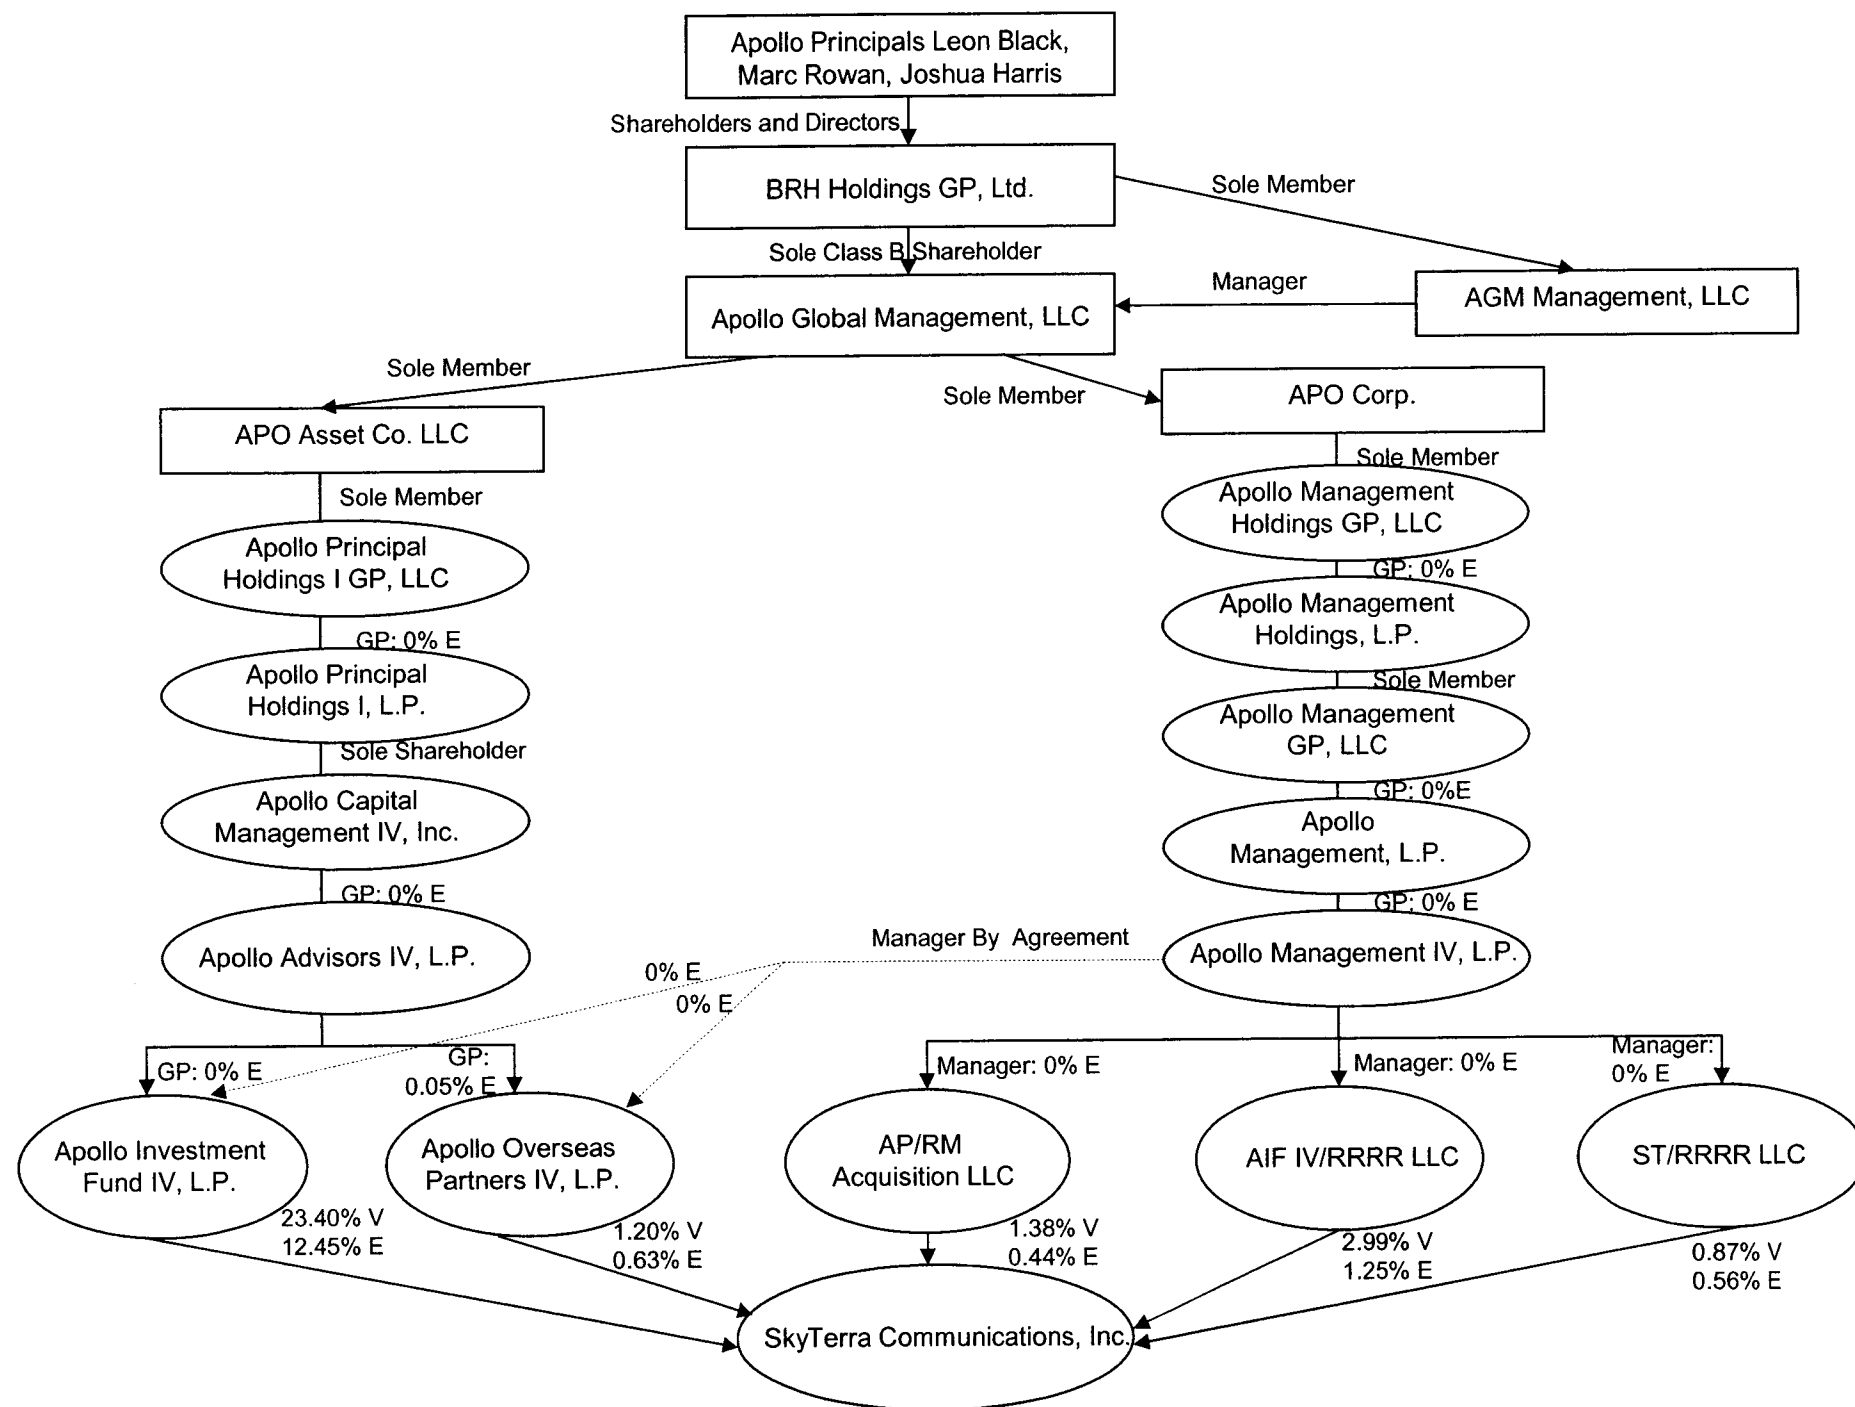 Apollo Principals Leon Black,
Marc Rowan, Joshua Harris
Shareholders and Directors
BRH Holdings GP, Ltd.
Sole Member
Sole Class B Shareholder
Manager
AGM Management, LLC
Apollo Global Management, LLC
Sole Member
Sole Member
APO Corp.
APO Asset Co. LLC
Sole Member
Apollo Principal
Holdings I GP, LLC
GP: 0% E
Apollo Principal
Holdings I, L.P.
Sole Shareholder
Apollo Capital
Management IV, Inc.
GP: 0% E
Apollo Advisors IV, L.P.
Sole Member
Apollo Management
Holdings GP, LLC
GP: 0% E
Apollo Management
Holdings, L.P.
Sole Member
Apollo Management
GP, LLC
GP: 0%E
Apollo
Management, L.P.
GP: 0% E
Apollo Management IV, L.P.
Manager By Agreement
0% E
0% E
GP: 0% E
GP:
0.05% E
Manager: 0% E
Manager: 0% E
Manager:
0% E
Apollo Investment
Fund IV, L.P.
Apollo Overseas
Partners IV, L.P.
AP/RM
Acquisition LLC
AIF IV/RRRR LLC
ST/RRRR LLC
23.40% V
12.45% E
1.20% V
0.63% E
1.38% V
0.44% E
2.99% V
1.25% E
0.87% V
0.56% E
SkyTerra Communications, Inc.